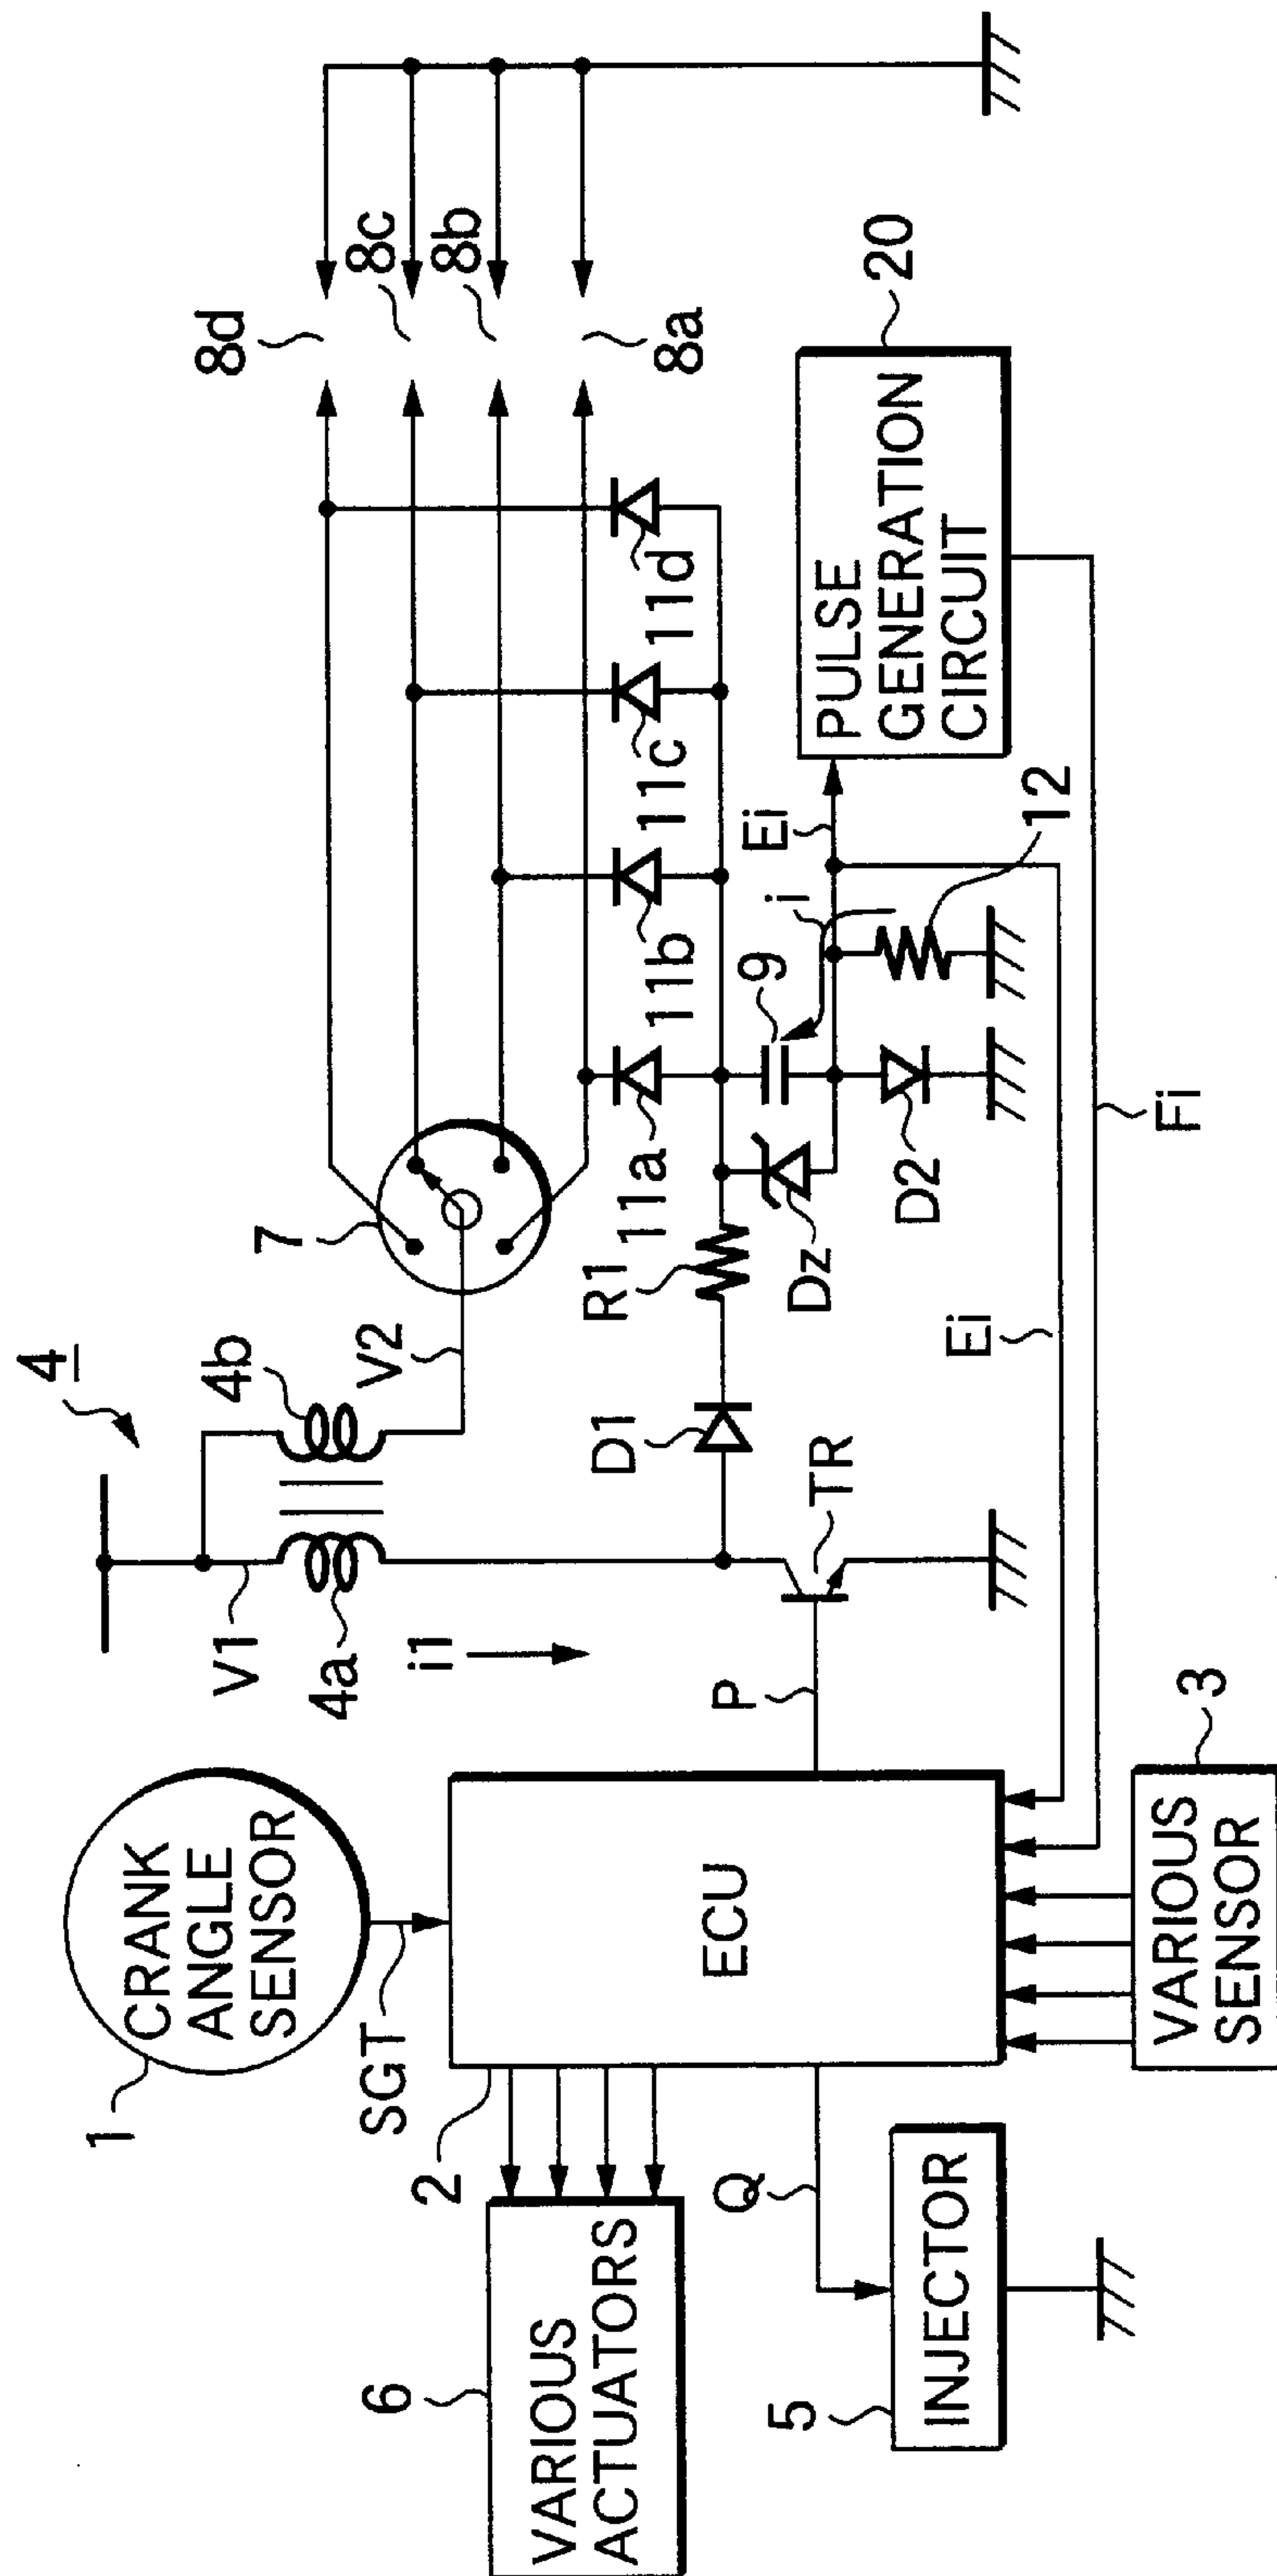 1
CRANK
ANGLE
SENSOR
SGT
2
VARIOUS
ACTUATORS
6
ECU
Q
5
INJECTOR
VARIOUS
SENSOR
3
P
TR
i1
V1
4a
4
4b
V2
7
D1
R1
Dz
D2
9
i
12
Ei
Ei
Fi
11a
11b
11c
11d
8d
8c
8b
8a
PULSE
GENERATION
CIRCUIT
20